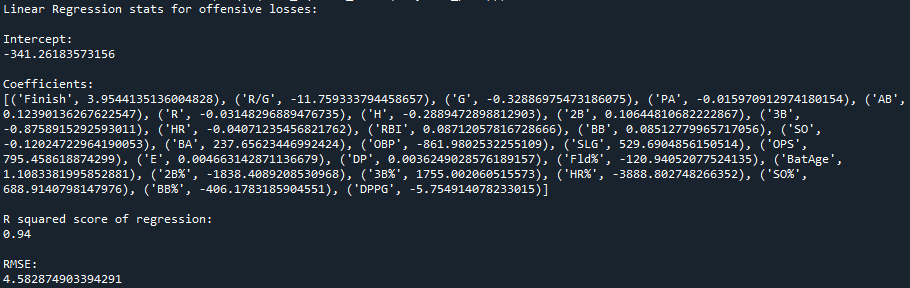 Linear Regression stats for offensive losses:
Intercept:
-341.26183573156
Coefficients:
[('Finish', 3.9544135136004828), ('R/G', -11.759333794458657), ('G', -0.32886975473186075), ('PA', -0.015970912974180154), ('AB',
0.12390136267622547), ('R', -0.03148296889476735), ('H', -0.2889472898812903), ('2B', 0.10644810682222867), ('3B',
-0.8758915292593011), ('HR', -0.04071235456821762), ('RBI', 0.08712057816728666), ('BB', 0.08512779965717056), ('SO',
-0.12024722964190053), ('BA', 237.65623446992424), ('OBP', -861.9802532255109), ('SLG', 529.6904856150514), ('OPS',
795.458618874299), ('E', 0.004663142871136679), ('DP', 0.0036249028576189157), ('Fld%', -120.94052077524135), ('BatAge',
1.1083381995852881), ('2B%', -1838.4089208530968), ('3B%', 1755.002060515573), ('HR%', -3888.802748266352), ('SO%',
688.9140798147976), ('BB%', -406.1783185904551), ('DPPG', -5.754914078233015)]
R squared score of regression:
0.94
RMSE:
4.582874903394291